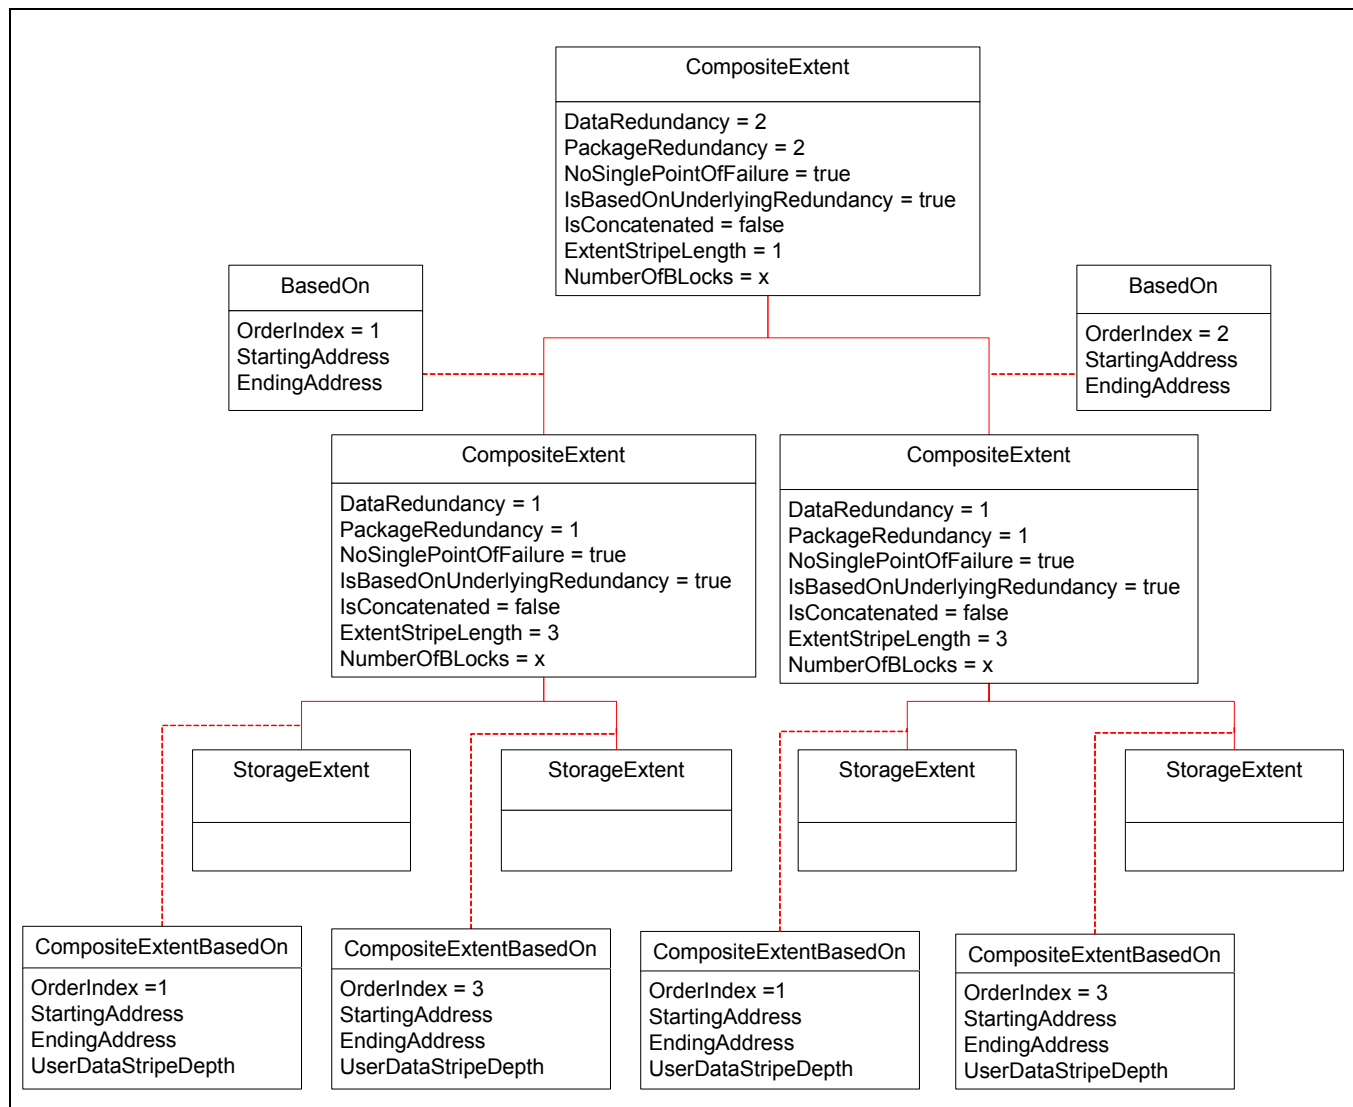 CompositeExtent
DataRedundancy = 2
PackageRedundancy = 2
NoSinglePointOfFailure = true
IsBasedOnUnderlyingRedundancy = true
IsConcatenated = false
ExtentStripeLength = 1
NumberOfBLocks = x
BasedOn
OrderIndex = 1
StartingAddress
EndingAddress
BasedOn
OrderIndex = 2
StartingAddress
EndingAddress
CompositeExtent
DataRedundancy = 1
PackageRedundancy = 1
NoSinglePointOfFailure = true
IsBasedOnUnderlyingRedundancy = true
IsConcatenated = false
ExtentStripeLength = 3
NumberOfBLocks = x
CompositeExtent
DataRedundancy = 1
PackageRedundancy = 1
NoSinglePointOfFailure = true
IsBasedOnUnderlyingRedundancy = true
IsConcatenated = false
ExtentStripeLength = 3
NumberOfBLocks = x
StorageExtent
StorageExtent
StorageExtent
StorageExtent
CompositeExtentBasedOn
OrderIndex =1
StartingAddress
EndingAddress
UserDataStripeDepth
CompositeExtentBasedOn
OrderIndex = 3
StartingAddress
EndingAddress
UserDataStripeDepth
CompositeExtentBasedOn
OrderIndex =1
StartingAddress
EndingAddress
UserDataStripeDepth
CompositeExtentBasedOn
OrderIndex = 3
StartingAddress
EndingAddress
UserDataStripeDepth